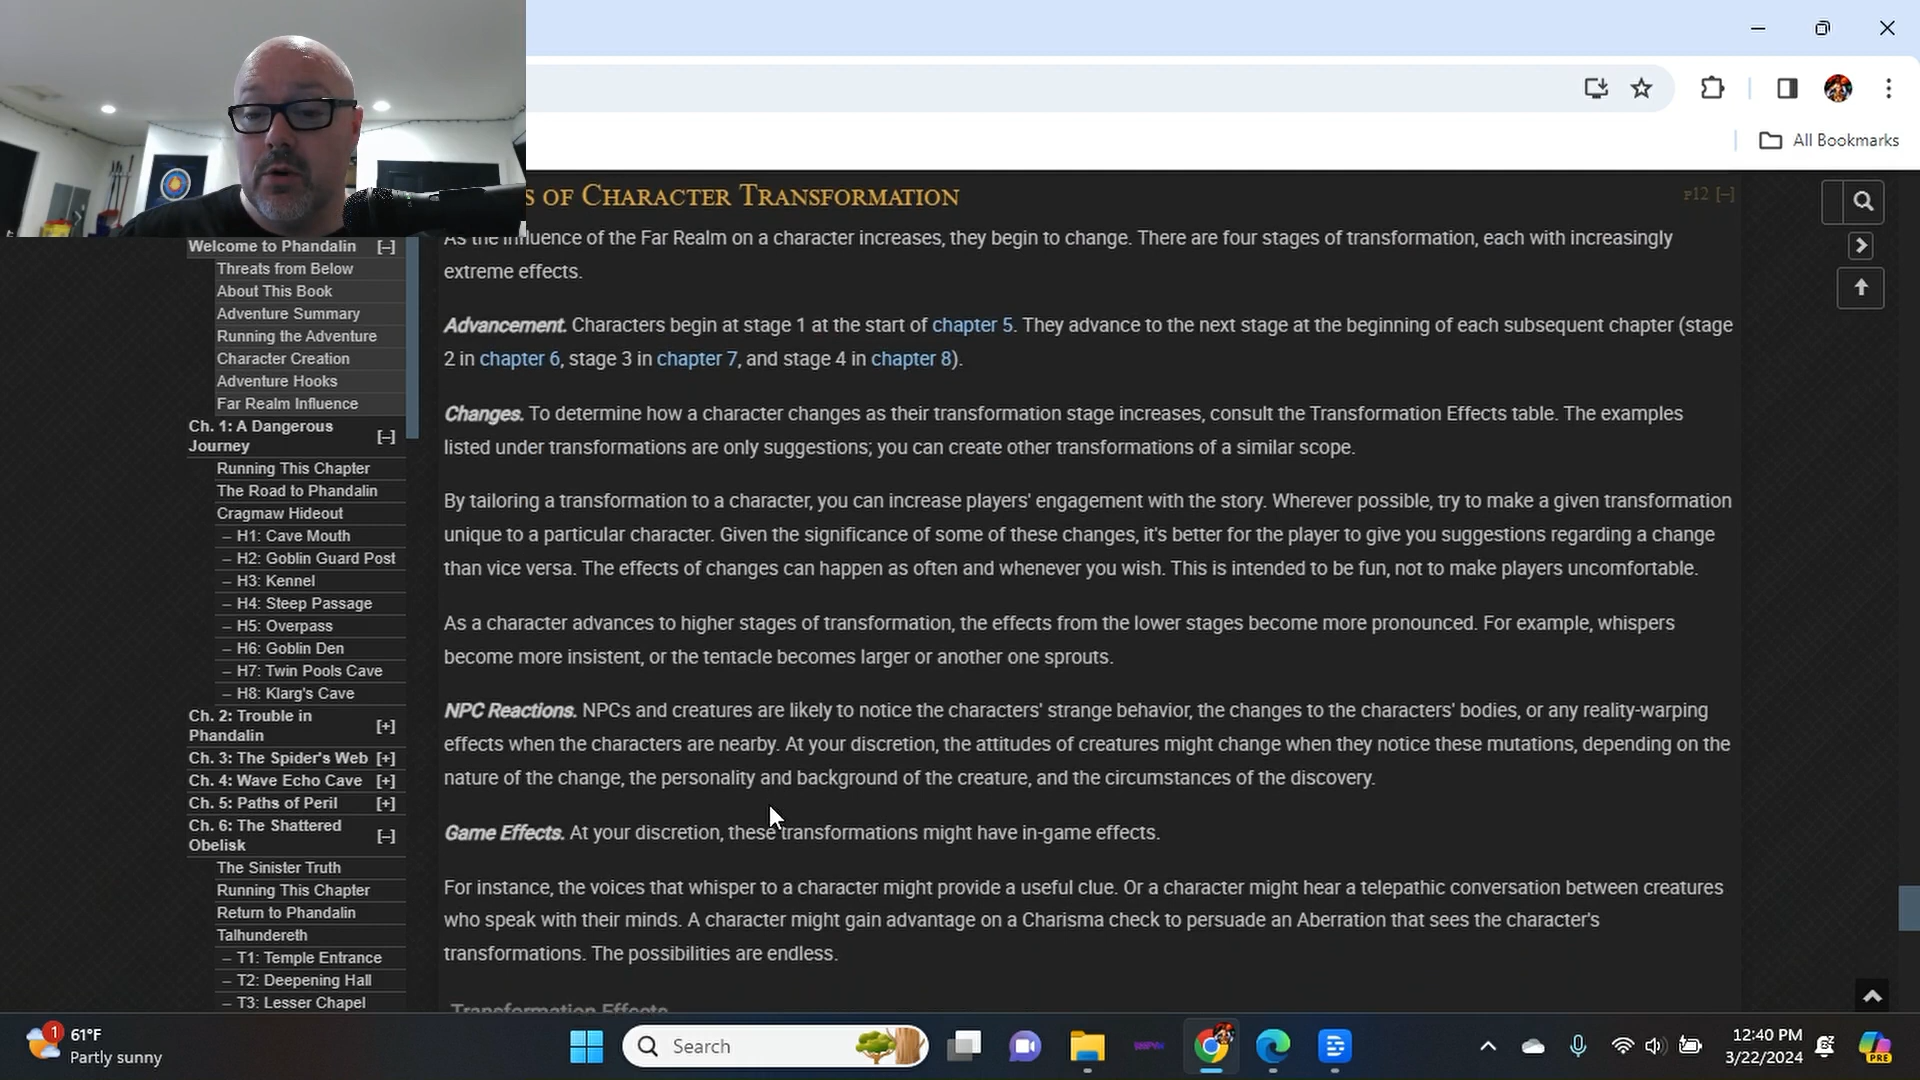 All Bookmarks
S OF CHARACTER TRANSFORMATION
P12 [–]
As the influence of the Far Realm on a character increases, they begin to change. There are four stages of transformation, each with increasingly
extreme effects.
Advancement. Characters begin at stage 1 at the start of chapter 5. They advance to the next stage at the beginning of each subsequent chapter (stage
2 in chapter 6, stage 3 in chapter 7, and stage 4 in chapter 8).
Changes. To determine how a character changes as their transformation stage increases, consult the Transformation Effects table. The examples
listed under transformations are only suggestions; you can create other transformations of a similar scope.
By tailoring a transformation to a character, you can increase players' engagement with the story. Wherever possible, try to make a given transformation
unique to a particular character. Given the significance of some of these changes, it's better for the player to give you suggestions regarding a change
than vice versa. The effects of changes can happen as often and whenever you wish. This is intended to be fun, not to make players uncomfortable.
As a character advances to higher stages of transformation, the effects from the lower stages become more pronounced. For example, whispers
become more insistent, or the tentacle becomes larger or another one sprouts.
NPC Reactions. NPCs and creatures are likely to notice the characters' strange behavior, the changes to the characters' bodies, or any reality-warping
effects when the characters are nearby. At your discretion, the attitudes of creatures might change when they notice these mutations, depending on the
nature of the change, the personality and background of the creature, and the circumstances of the discovery.
Game Effects. At your discretion, these transformations might have in-game effects.
For instance, the voices that whisper to a character might provide a useful clue. Or a character might hear a telepathic conversation between creatures
who speak with their minds. A character might gain advantage on a Charisma check to persuade an Aberration that sees the character's
transformations. The possibilities are endless.
Transformation Effects
Welcome to Phandalin [–]
Threats from Below
About This Book
Adventure Summary
Running the Adventure
Character Creation
Adventure Hooks
Far Realm Influence
Ch. 1: A Dangerous
Journey [–]
Running This Chapter
The Road to Phandalin
Cragmaw Hideout
– H1: Cave Mouth
– H2: Goblin Guard Post
– H3: Kennel
– H4: Steep Passage
– H5: Overpass
– H6: Goblin Den
– H7: Twin Pools Cave
– H8: Klarg's Cave
Ch. 2: Trouble in
Phandalin [+]
Ch. 3: The Spider's Web [+]
Ch. 4: Wave Echo Cave [+]
Ch. 5: Paths of Peril [+]
Ch. 6: The Shattered
Obelisk [–]
The Sinister Truth
Running This Chapter
Return to Phandalin
Talhundereth
– T1: Temple Entrance
– T2: Deepening Hall
– T3: Lesser Chapel
1
61°F
Partly sunny
Search
12:40 PM
3/22/2024
PRE